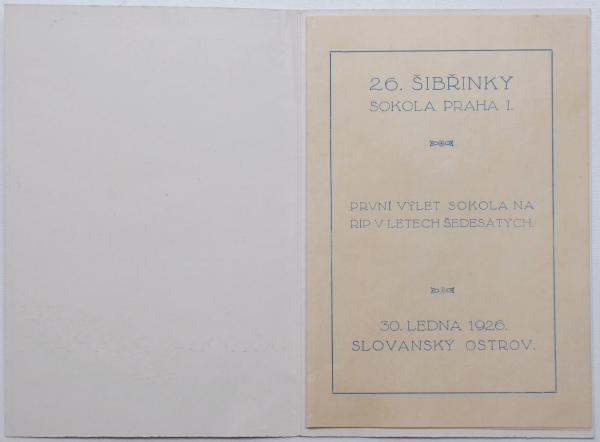 26. ŠIBŘINKY
SOKOLA PRAHA I.
PRVNÍ VÝLET SOKOLA NA
ŘÍP V LETECH ŠEDESÁTÝCH.
30. LEDNA 1926.
SLOVANSKÝ OSTROV.